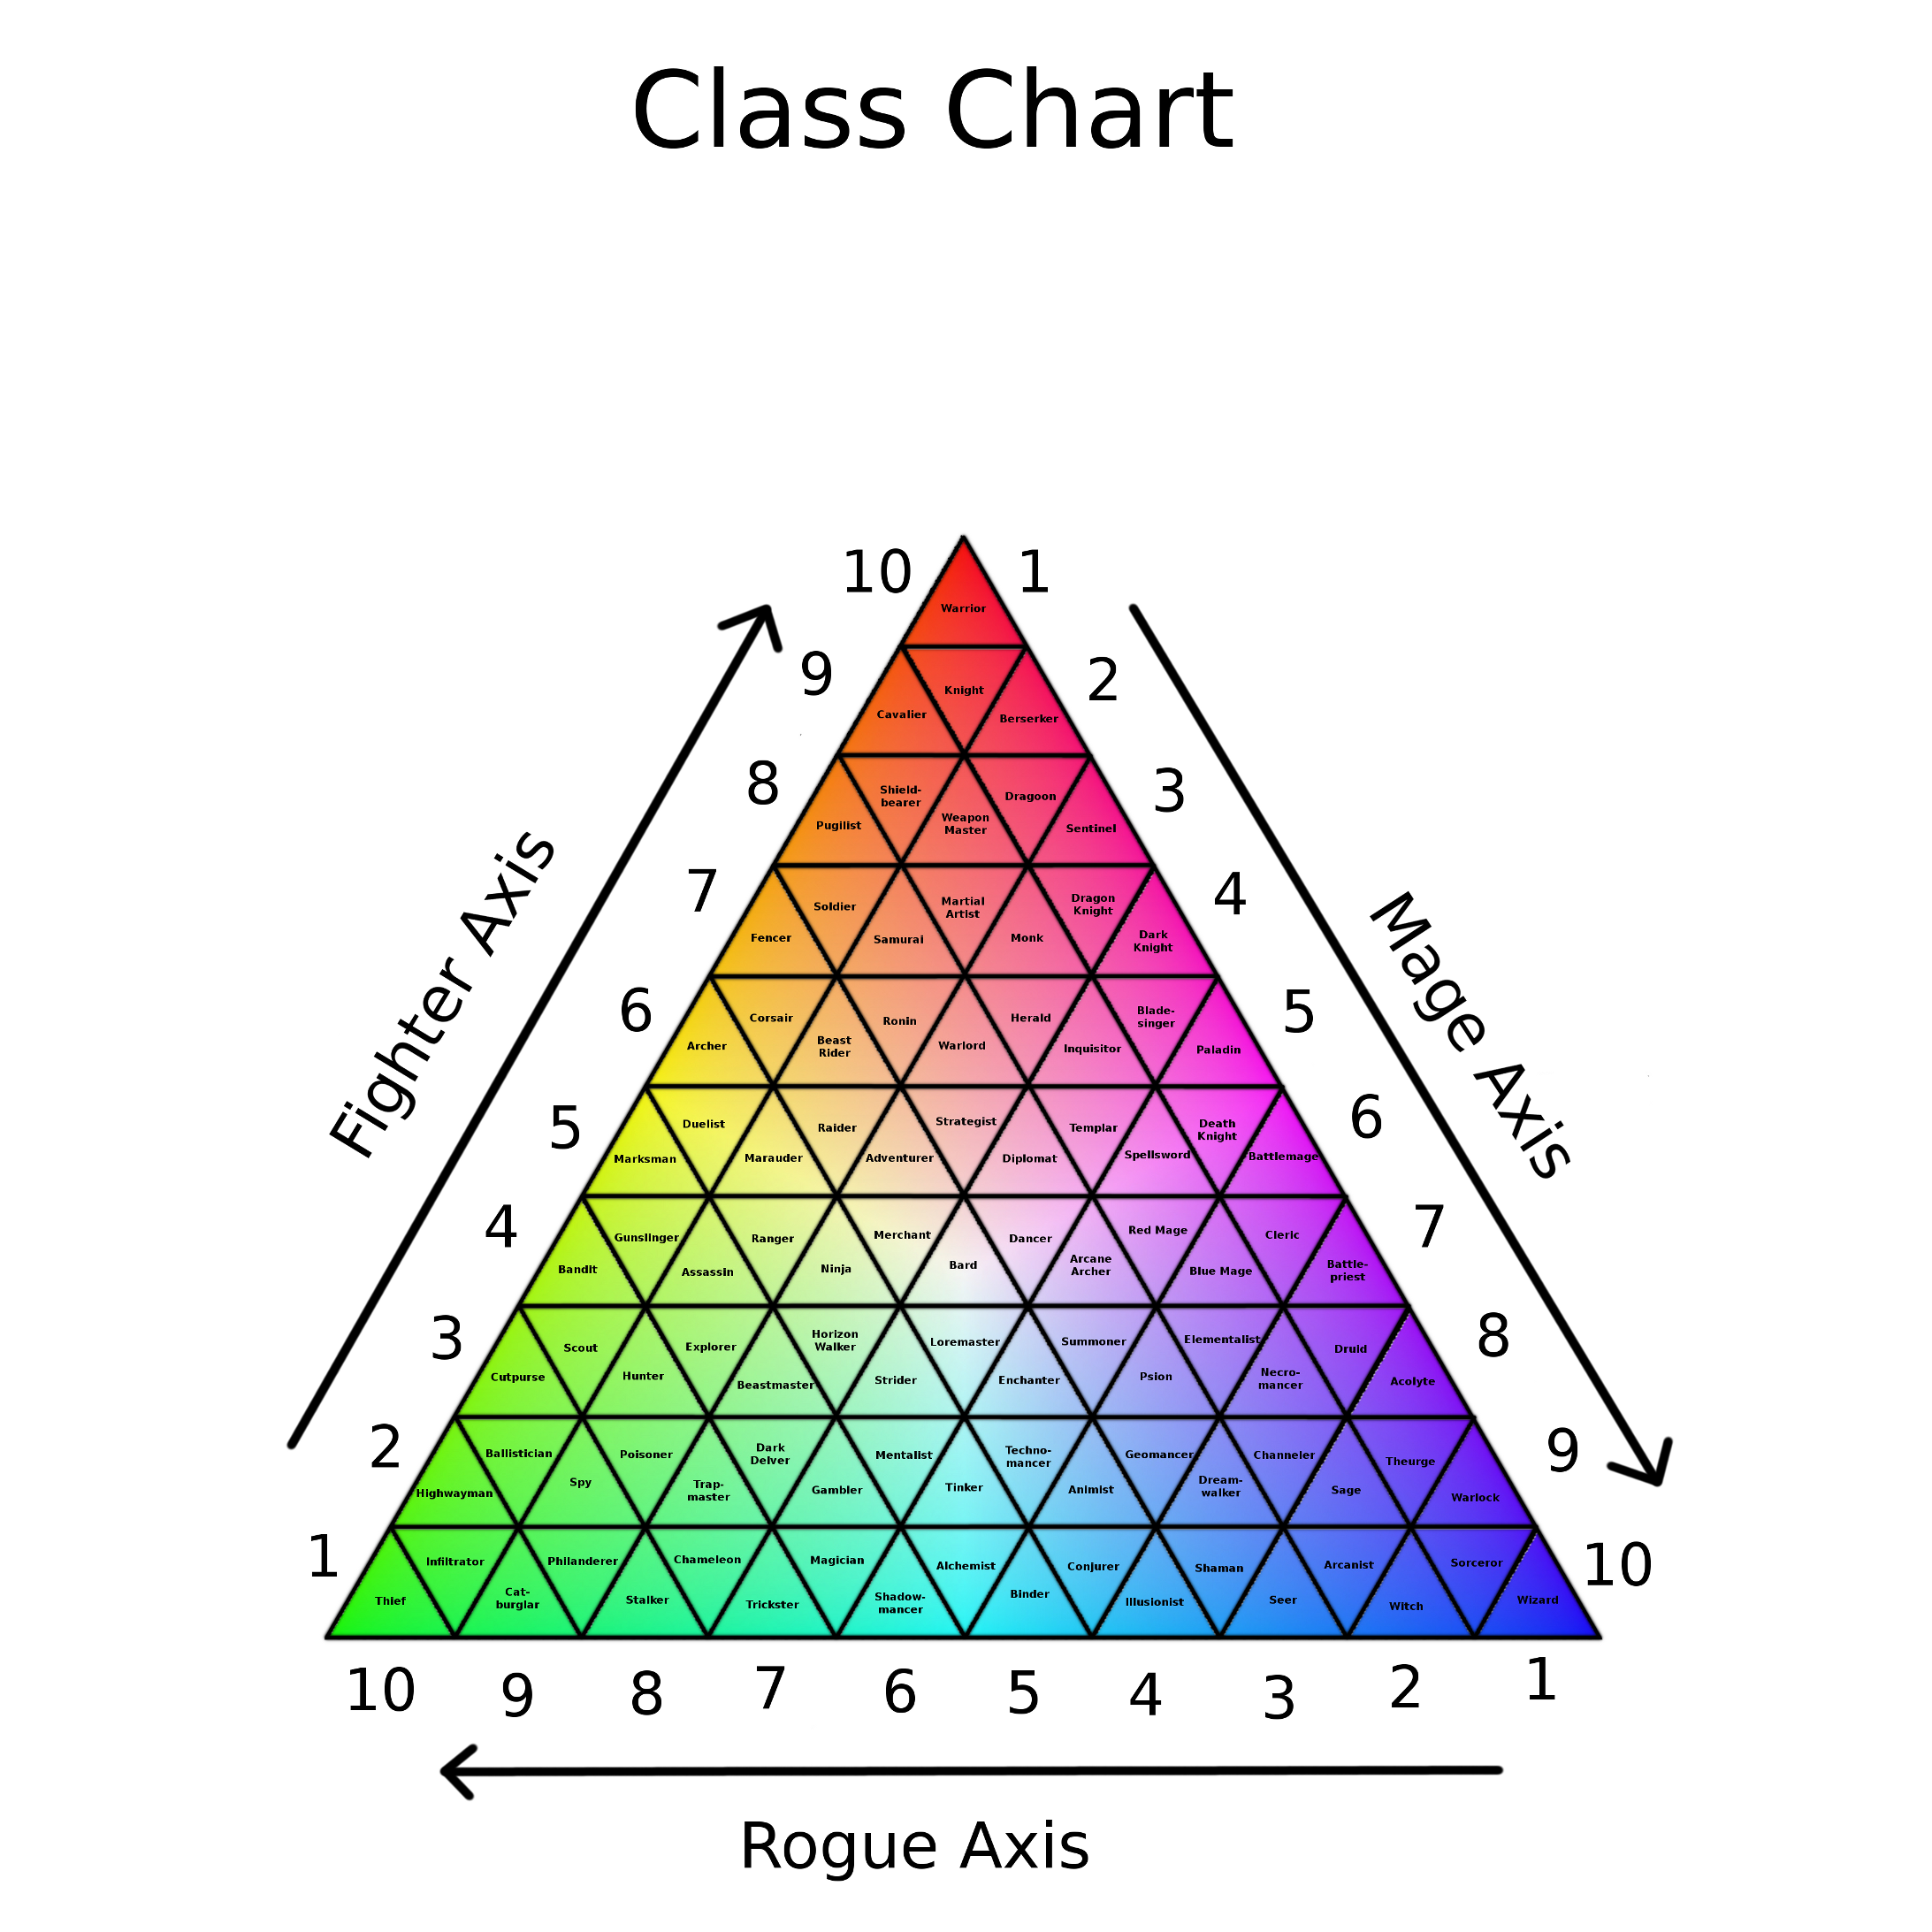 Class Chart
10
1
Warrior
9
2
Knight
Cavalier
Berserker
8
3
Shield-
bearer
Dragoon
Pugilist
Weapon
Master
Sentinel
7
4
Soldier
Martial
Artist
Dragon
Knight
Fencer
Samurai
Monk
Dark
Knight
6
5
Corsair
Ronin
Herald
Blade-
singer
Archer
Beast
Rider
Warlord
Inquisitor
Paladin
5
6
Duelist
Raider
Strategist
Templar
Death
Knight
Marksman
Marauder
Adventurer
Diplomat
Spellsword
Battlemage
4
7
Gunslinger
Ranger
Merchant
Dancer
Red Mage
Cleric
Bandit
Assassin
Ninja
Bard
Arcane
Archer
Blue Mage
Battle-
priest
3
8
Scout
Explorer
Horizon
Walker
Loremaster
Summoner
Elementalist
Druid
Cutpurse
Hunter
Beastmaster
Strider
Enchanter
Psion
Necro-
mancer
Acolyte
2
9
Ballistician
Poisoner
Dark
Delver
Mentalist
Techno-
mancer
Geomancer
Channeler
Theurge
Highwayman
Spy
Trap-
master
Gambler
Tinker
Animist
Dream-
walker
Sage
Warlock
1
10
Infiltrator
Philanderer
Chameleon
Magician
Alchemist
Conjurer
Shaman
Arcanist
Sorceror
Thief
Cat-
burglar
Stalker
Trickster
Shadow-
mancer
Binder
Illusionist
Seer
Witch
Wizard
10 9 8 7 6 5 4 3 2 1
Fighter Axis
Mage Axis
Rogue Axis